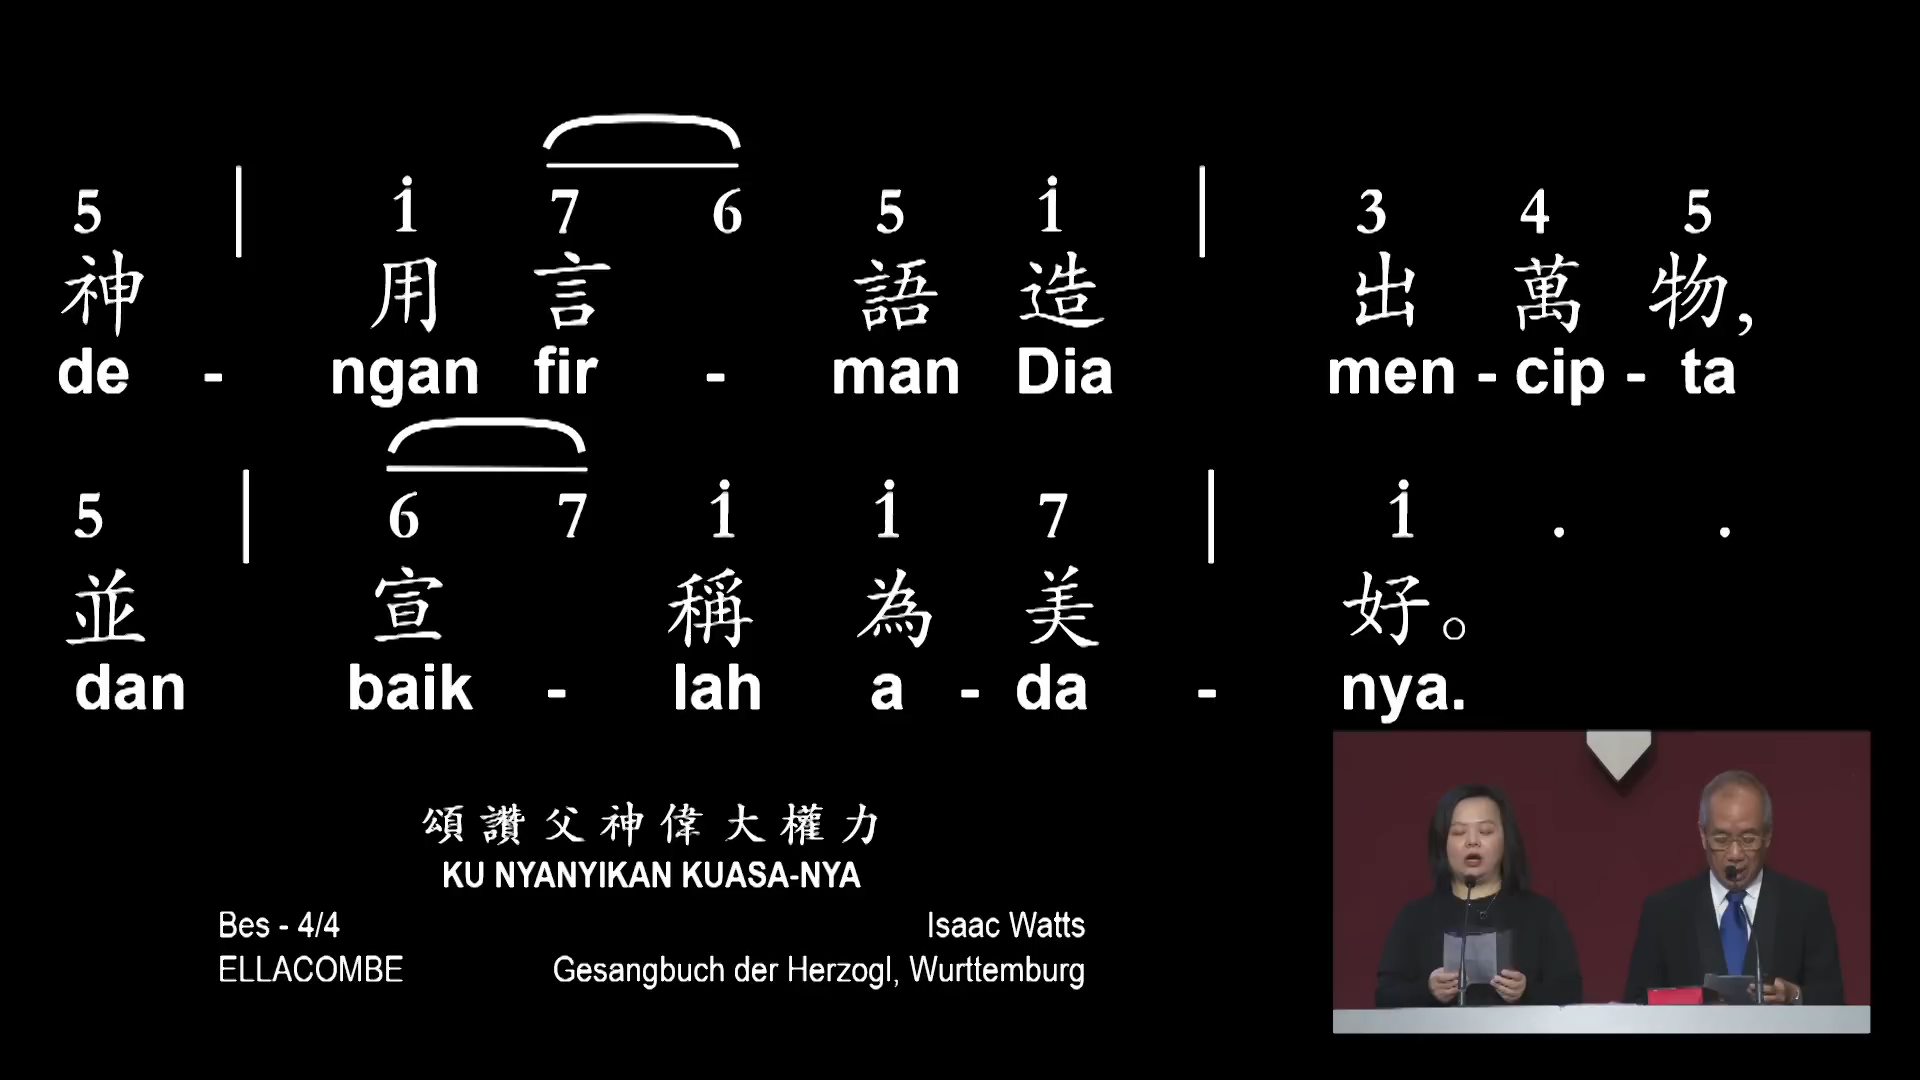 5 | i 7 6 5 i | 3 4 5
神 用 言 語 造 出 萬 物,
de - ngan fir - man Dia men - cip - ta
5 | 6 7 i i 7 | i . .
並 宣 稱 為 美 好。
dan baik - lah a - da - nya.
頌讚父神偉大權力
KU NYANYIKAN KUASA-NYA
Bes - 4/4 Isaac Watts
ELLACOMBE Gesangbuch der Herzogl, Wurttemburg